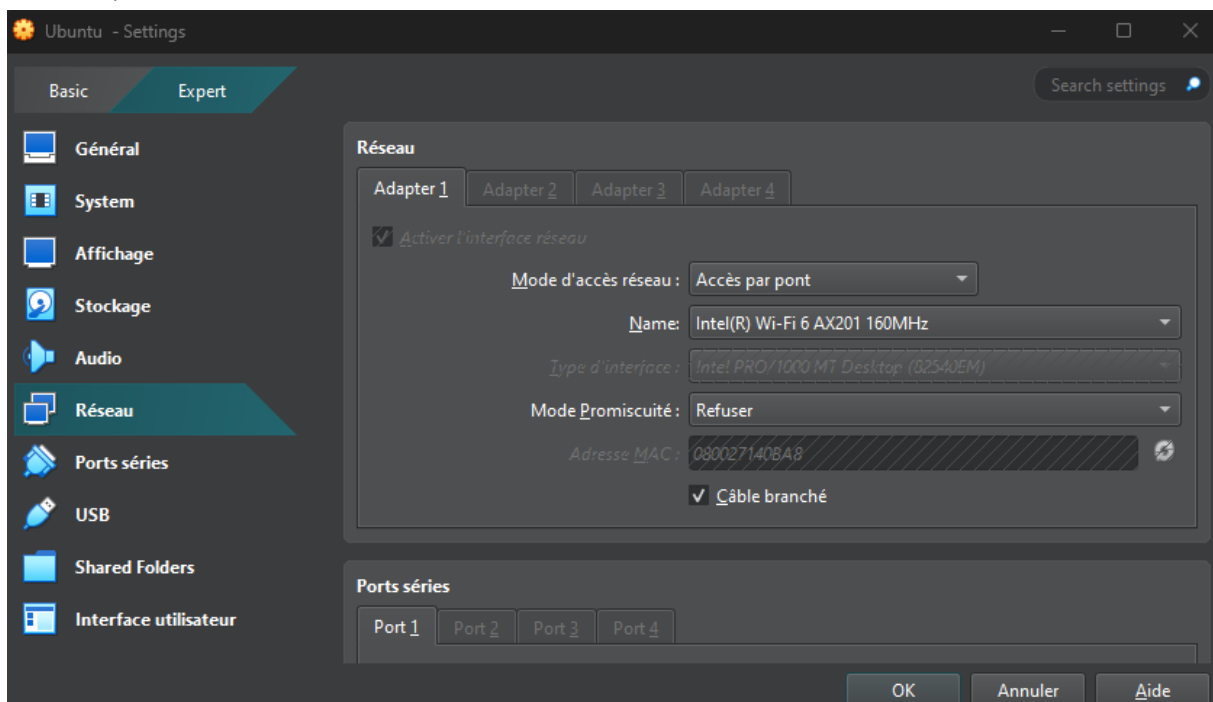 Ubuntu - Settings
Basic
Expert
Search settings
Général
System
Affichage
Stockage
Audio
Réseau
Ports séries
USB
Shared Folders
Interface utilisateur
Réseau
Adapter 1
Adapter 2
Adapter 3
Adapter 4
Activer l'interface réseau
Mode d'accès réseau : Accès par pont
Name: Intel(R) Wi-Fi 6 AX201 160MHz
Type d'interface : Intel PRO/1000 MT Desktop (82540EM)
Mode Promiscuité : Refuser
Adresse MAC : 080027140BA8
Câble branché
Ports séries
Port 1
Port 2
Port 3
Port 4
OK
Annuler
Aide